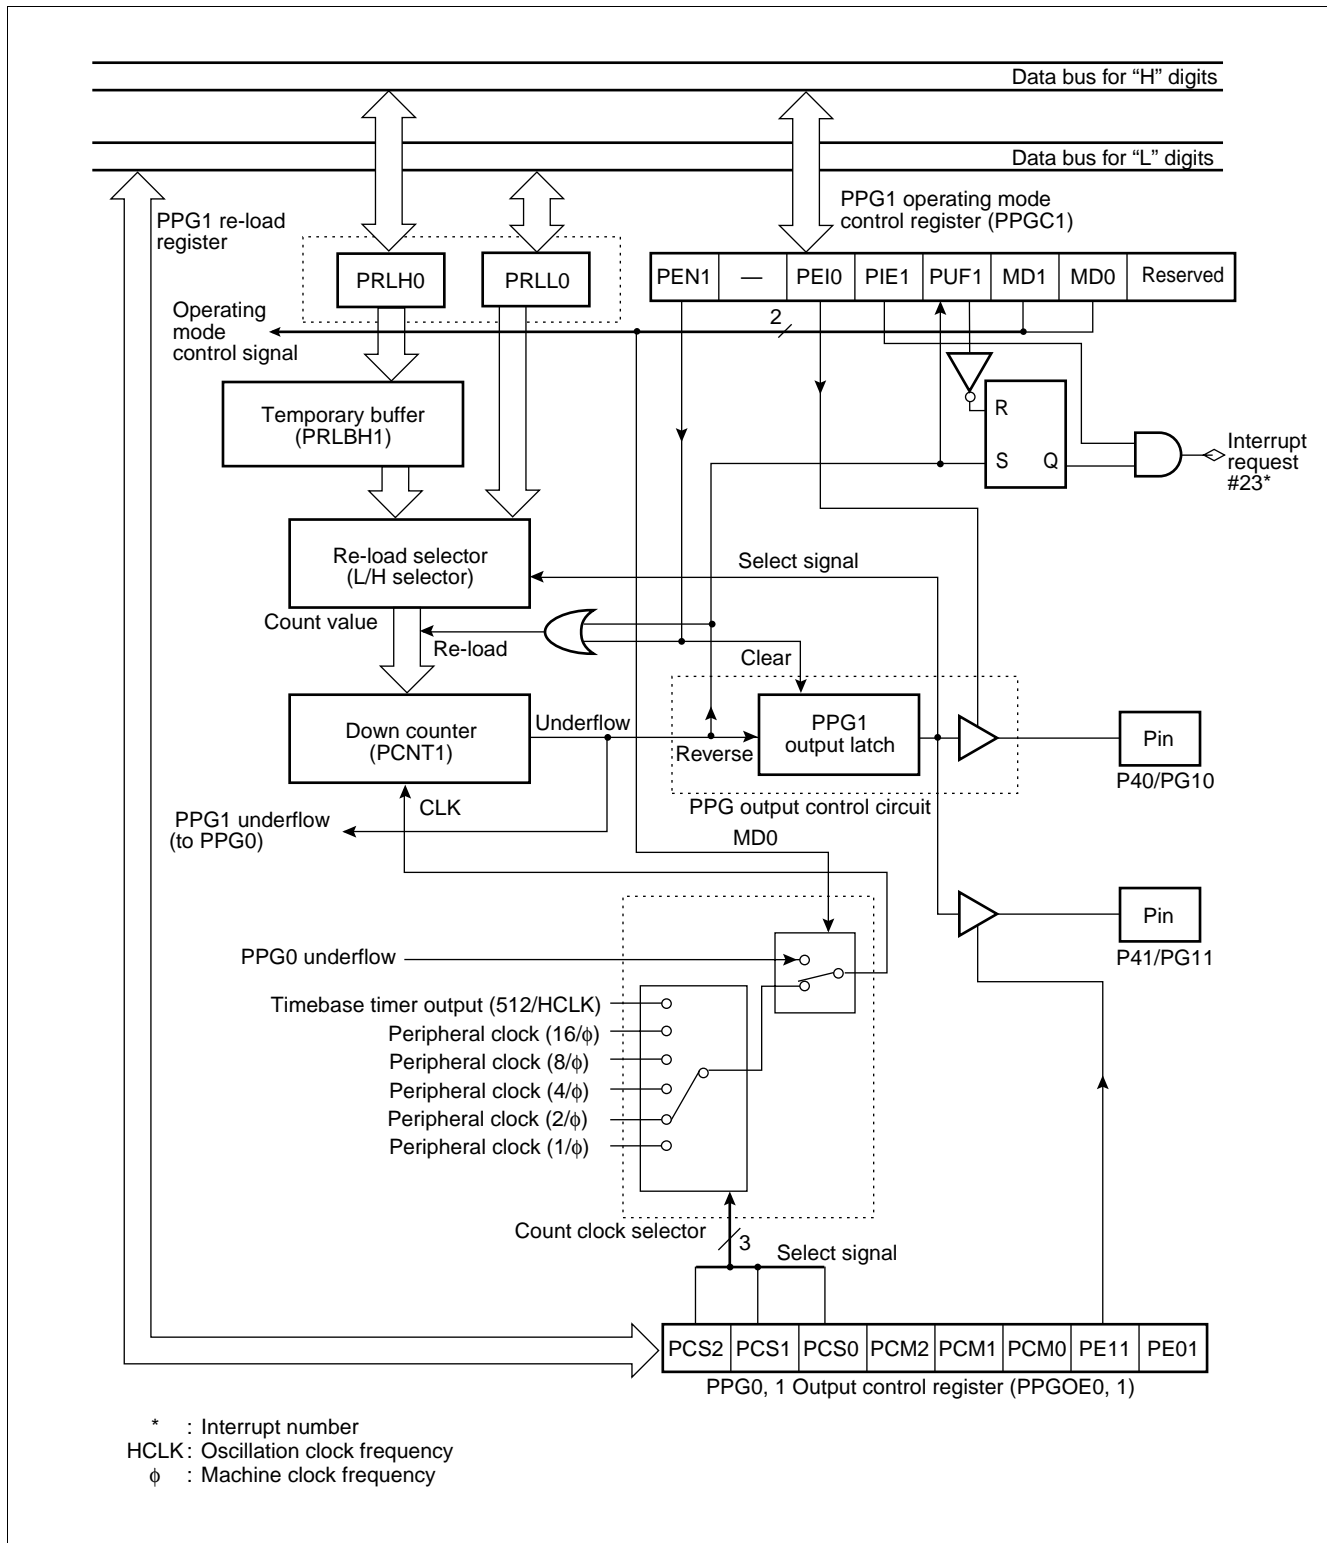 Data bus for “H” digits
Data bus for “L” digits
PPG1 re-load
register
PPG1 operating mode
control register (PPGC1)
PRLH0
PRLL0
PEN1
—
PEI0
PIE1
PUF1
MD1
MD0
Reserved
Operating
mode
control signal
2
Temporary buffer
(PRLBH1)
R
S
Q
Interrupt
request
#23*
Re-load selector
(L/H selector)
Select signal
Count value
Re-load
Clear
Down counter
(PCNT1)
Underflow
Reverse
PPG1
output latch
Pin
P40/PG10
PPG output control circuit
CLK
PPG1 underflow
(to PPG0)
MD0
Pin
P41/PG11
PPG0 underflow
Timebase timer output (512/HCLK)
Peripheral clock (16/ϕ)
Peripheral clock (8/ϕ)
Peripheral clock (4/ϕ)
Peripheral clock (2/ϕ)
Peripheral clock (1/ϕ)
Count clock selector
3
Select signal
PCS2
PCS1
PCS0
PCM2
PCM1
PCM0
PE11
PE01
PPG0, 1 Output control register (PPGOE0, 1)
* : Interrupt number
HCLK : Oscillation clock frequency
ϕ : Machine clock frequency